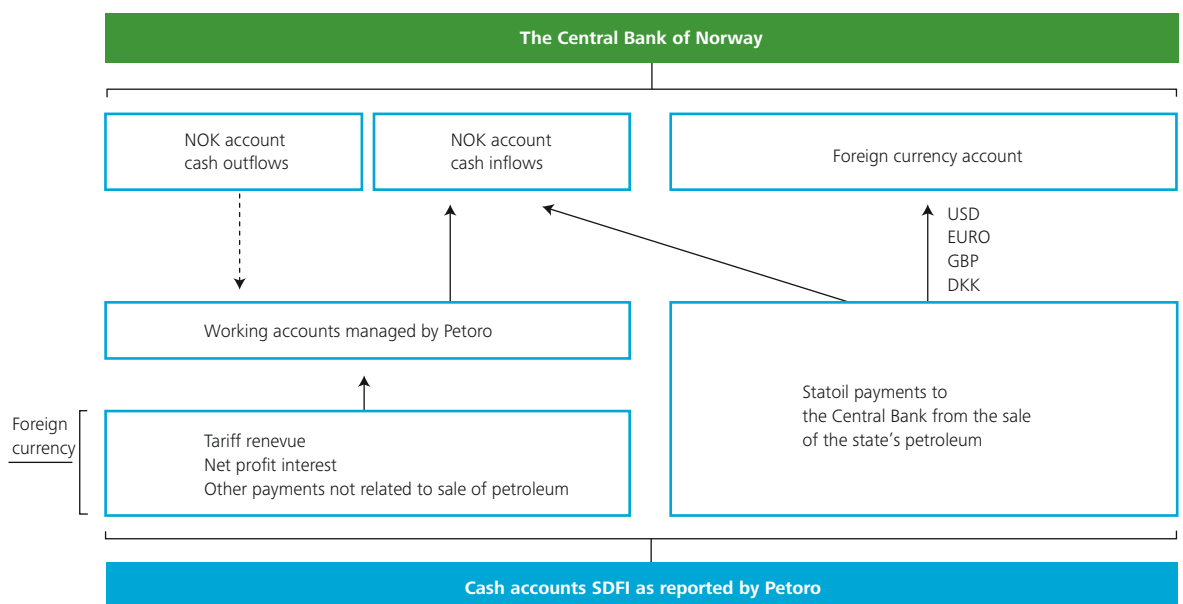 The Central Bank of Norway
NOK account
cash outflows
NOK account
cash inflows
Foreign currency account
USD
EURO
GBP
DKK
Working accounts managed by Petoro
Statoil payments to
the Central Bank from the sale
of the state’s petroleum
Foreign
currency
Tariff renevue
Net profit interest
Other payments not related to sale of petroleum
Cash accounts SDFI as reported by Petoro